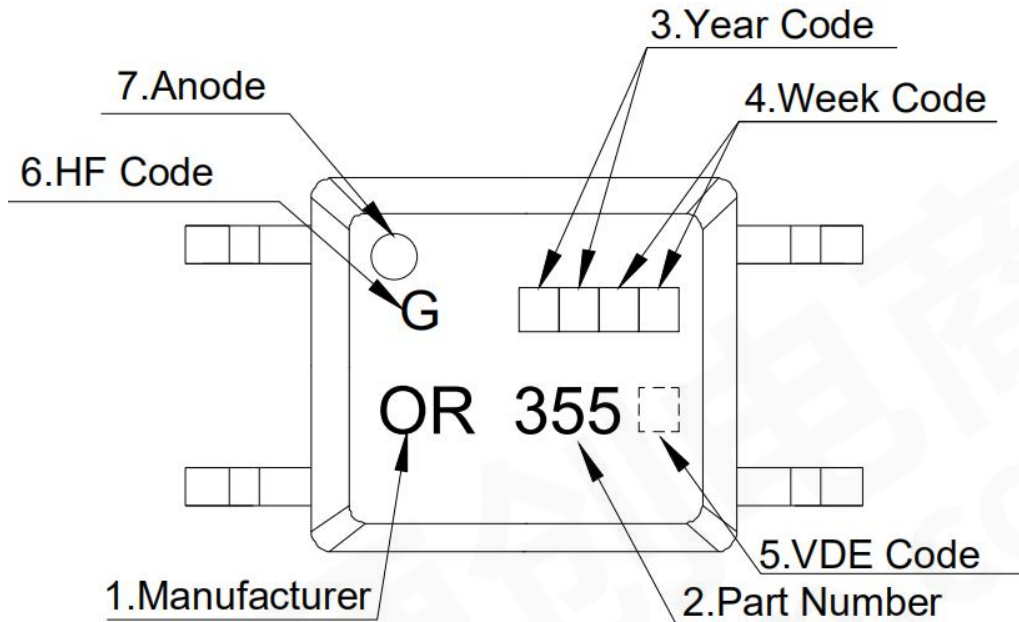 3.Year Code
7.Anode
4.Week Code
6.HF Code
G
OR 355
5.VDE Code
1.Manufacturer
2.Part Number